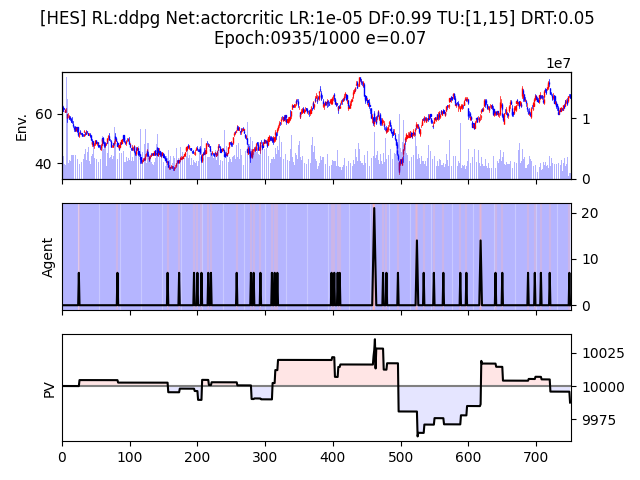 [HES] RL:ddpg Net:actorcritic LR:1e-05 DF:0.99 TU:[1,15] DRT:0.05
Epoch:0935/1000 e=0.07
1e7
Env.
60
40
1
0
Agent
20
10
0
PV
10025
10000
9975
0 100 200 300 400 500 600 700